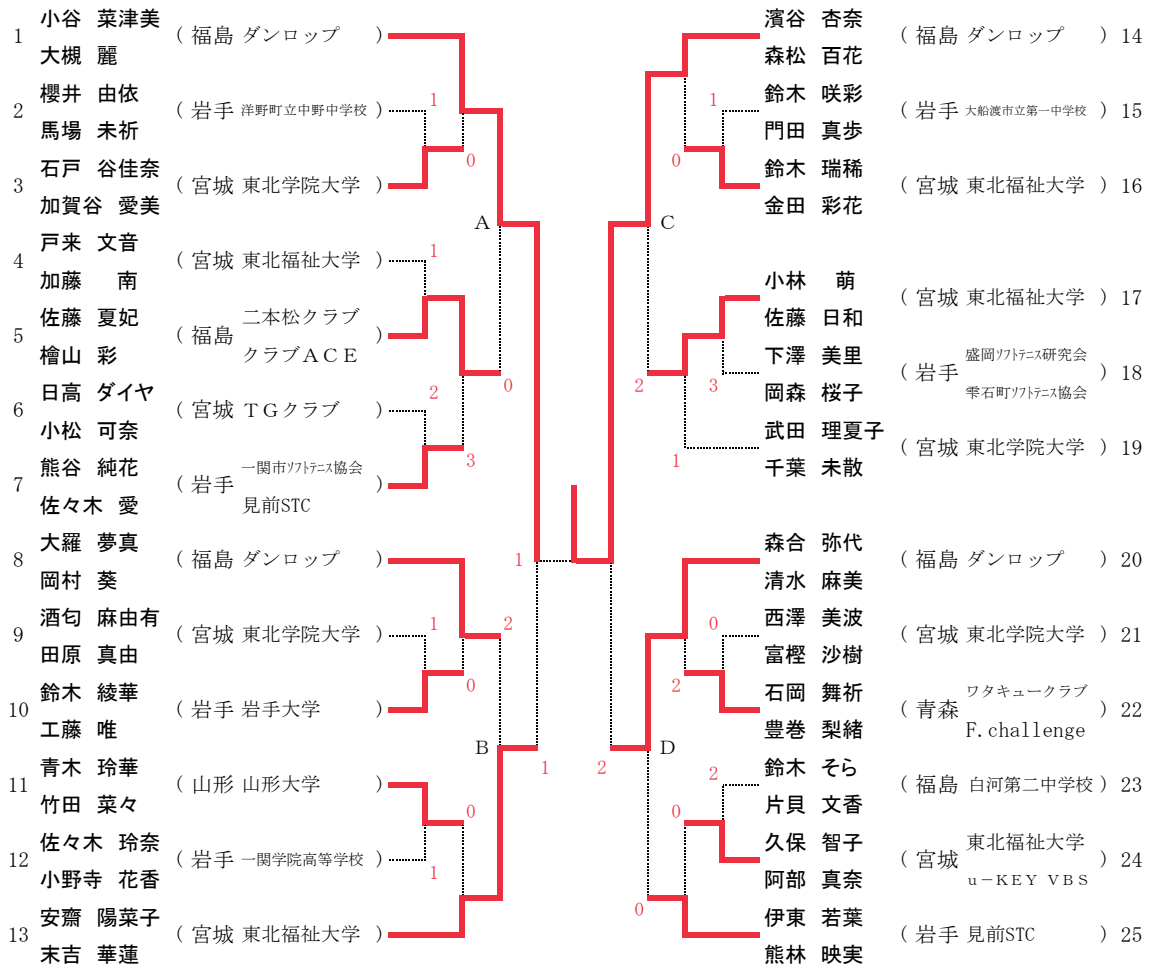 1 小谷 菜津美 大槻 麗 ( 福島 ダンロップ )
1
2 櫻井 由依 馬場 未祈 ( 岩手 洋野町立中野中学校 )
0
3 石戸 谷佳奈 加賀谷 愛美 ( 宮城 東北学院大学 )
A
4 戸来 文音 加藤 南 ( 宮城 東北福祉大学 )
1
5 佐藤 夏妃 檜山 彩 ( 福島 二本松クラブ クラブACE )
0
2
6 日高 ダイヤ 小松 可奈 ( 宮城 TGクラブ )
3
7 熊谷 純花 佐々木 愛 ( 岩手 一関市ソフトテニス協会 見前STC )
1
8 大羅 夢真 岡村 葵 ( 福島 ダンロップ )
1 2
9 酒匂 麻由有 田原 真由 ( 宮城 東北学院大学 )
0
10 鈴木 綾華 工藤 唯 ( 岩手 岩手大学 )
B
1
11 青木 玲華 竹田 菜々 ( 山形 山形大学 )
0
12 佐々木 玲奈 小野寺 花香 ( 岩手 一関学院高等学校 )
1
13 安齋 陽菜子 末吉 華蓮 ( 宮城 東北福祉大学 )
濱谷 杏奈 森松 百花 ( 福島 ダンロップ ) 14
1
鈴木 咲彩 門田 真歩 ( 岩手 大船渡市立第一中学校 ) 15
0
鈴木 瑞稀 金田 彩花 ( 宮城 東北福祉大学 ) 16
C
小林 萌 佐藤 日和 ( 宮城 東北福祉大学 ) 17
2 3
下澤 美里 岡森 桜子 ( 岩手 盛岡ソフトテニス研究会 雫石町ソフトテニス協会 ) 18
1
武田 理夏子 千葉 未散 ( 宮城 東北学院大学 ) 19
森合 弥代 清水 麻美 ( 福島 ダンロップ ) 20
0
西澤 美波 富樫 沙樹 ( 宮城 東北学院大学 ) 21
2
石岡 舞祈 豊巻 梨緒 ( 青森 ワタキュークラブ F.challenge ) 22
D
2
2
鈴木 そら 片貝 文香 ( 福島 白河第二中学校 ) 23
0
久保 智子 阿部 真奈 ( 宮城 東北福祉大学 u-KEY VBS ) 24
0
伊東 若葉 熊林 映実 ( 岩手 見前STC ) 25